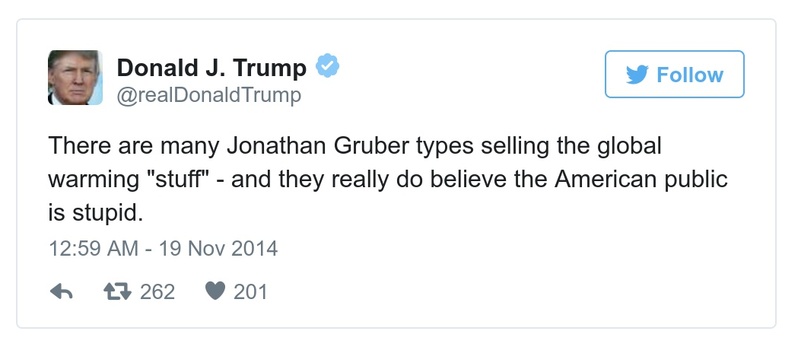 Donald J. Trump
@realDonaldTrump
Follow
There are many Jonathan Gruber types selling the global
warming "stuff" - and they really do believe the American public
is stupid.
12:59 AM - 19 Nov 2014
262 201